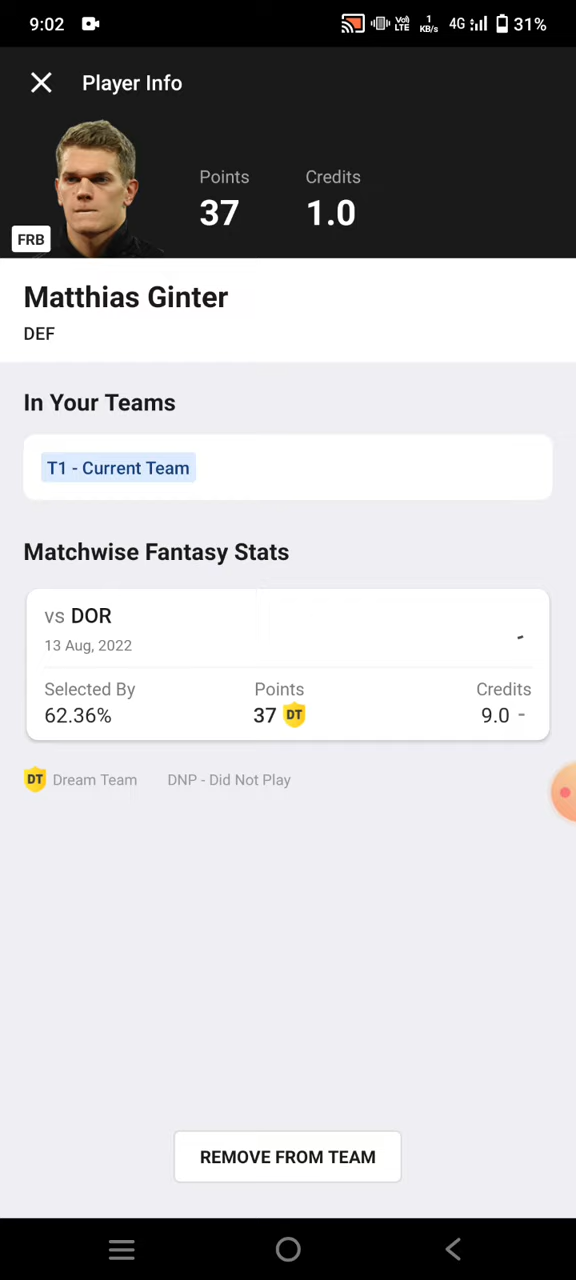 9:02
Vo) LTE
1 KB/s
4G
31%
Player Info
Points
Credits
37
1.0
FRB
Matthias Ginter
DEF
In Your Teams
T1 - Current Team
Matchwise Fantasy Stats
vs DOR
13 Aug, 2022
-
Selected By
Points
Credits
62.36%
37 DT
9.0 -
DT Dream Team
DNP - Did Not Play
REMOVE FROM TEAM